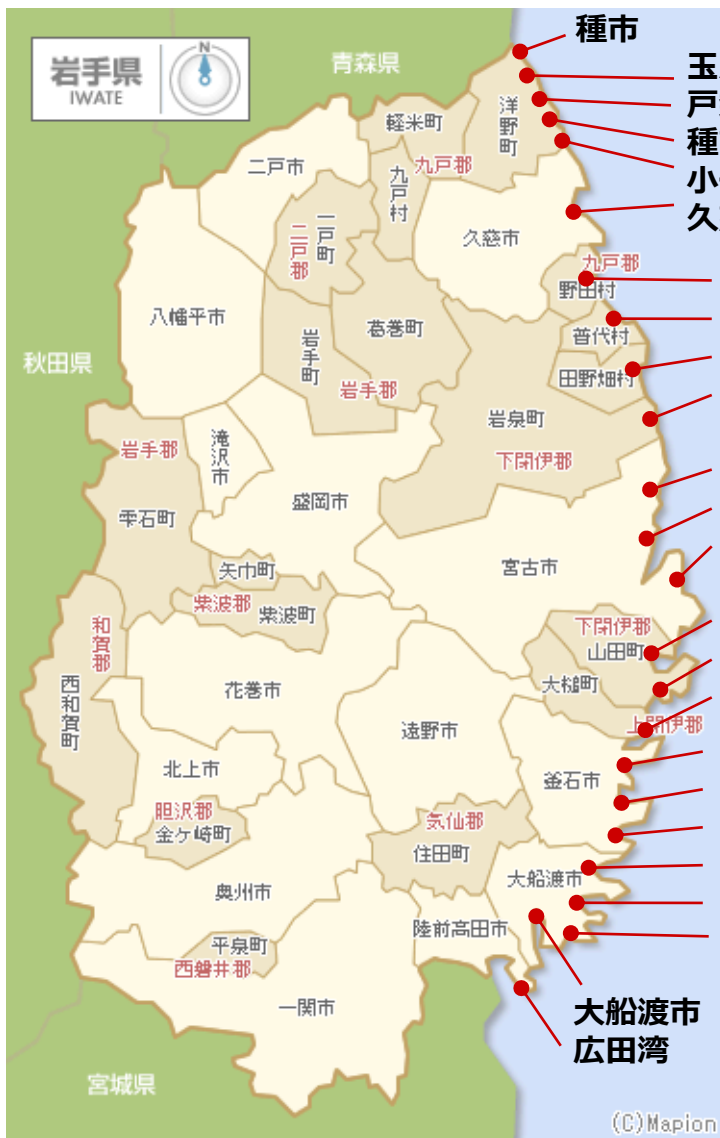 種市
岩手県
IWATE
N
青森県
玉
戸
種
小
久
洋野町
軽米町
二戸市
九戸郡
九戸村
一戸町
二戸郡
久慈市
九戸郡
野田村
八幡平市
葛巻町
普代村
岩手町
秋田県
田野畑村
岩手郡
岩泉町
滝沢市
岩手郡
下閉伊郡
盛岡市
雫石町
宮古市
矢巾町
紫波郡
紫波町
和賀郡
下閉伊郡
山田町
西和賀町
花巻市
大槌町
遠野市
上閉伊郡
北上市
釜石市
胆沢郡
金ヶ崎町
気仙郡
住田町
大船渡市
奥州市
陸前高田市
平泉町
西磐井郡
一関市
大船渡市
広田湾
宮城県
(C)Mapion